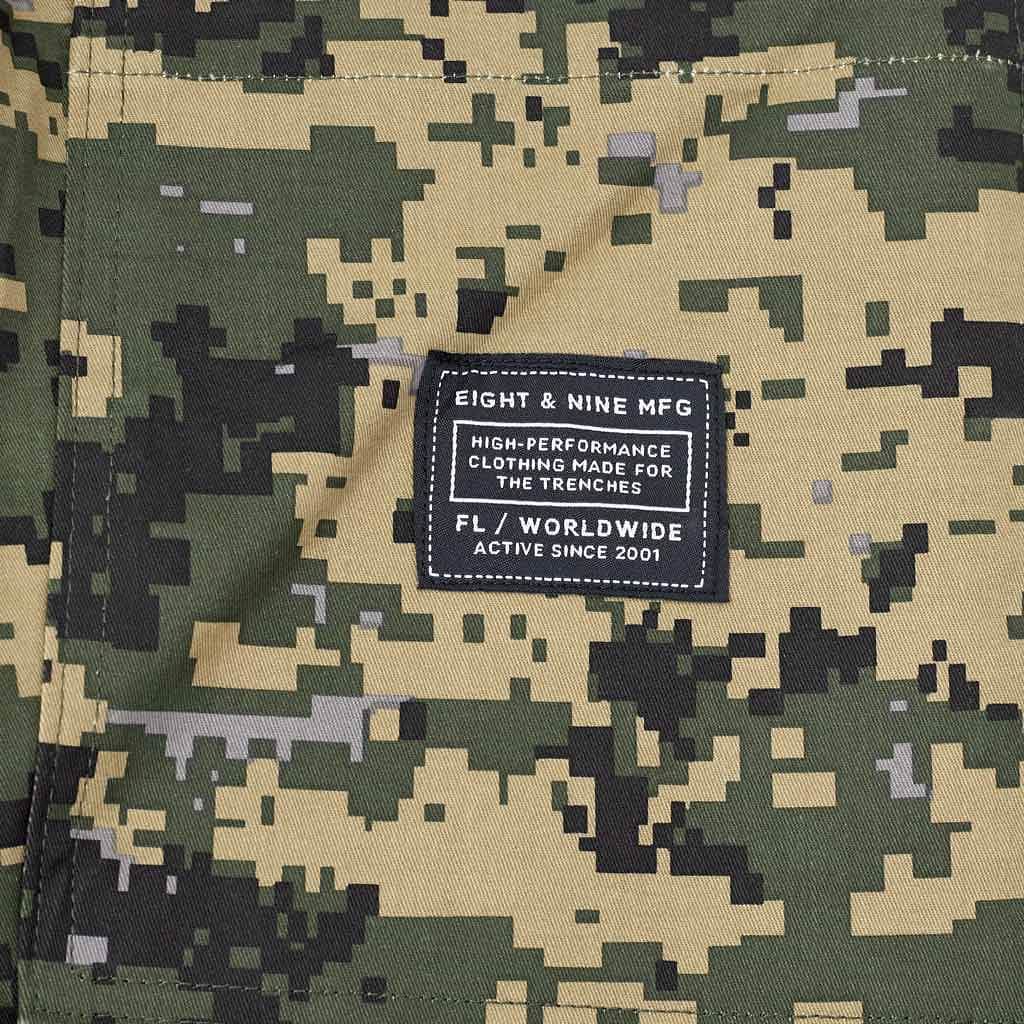 EIGHT & NINE MFG
HIGH-PERFORMANCE
CLOTHING MADE FOR
THE TRENCHES
FL / WORLDWIDE
ACTIVE SINCE 2001